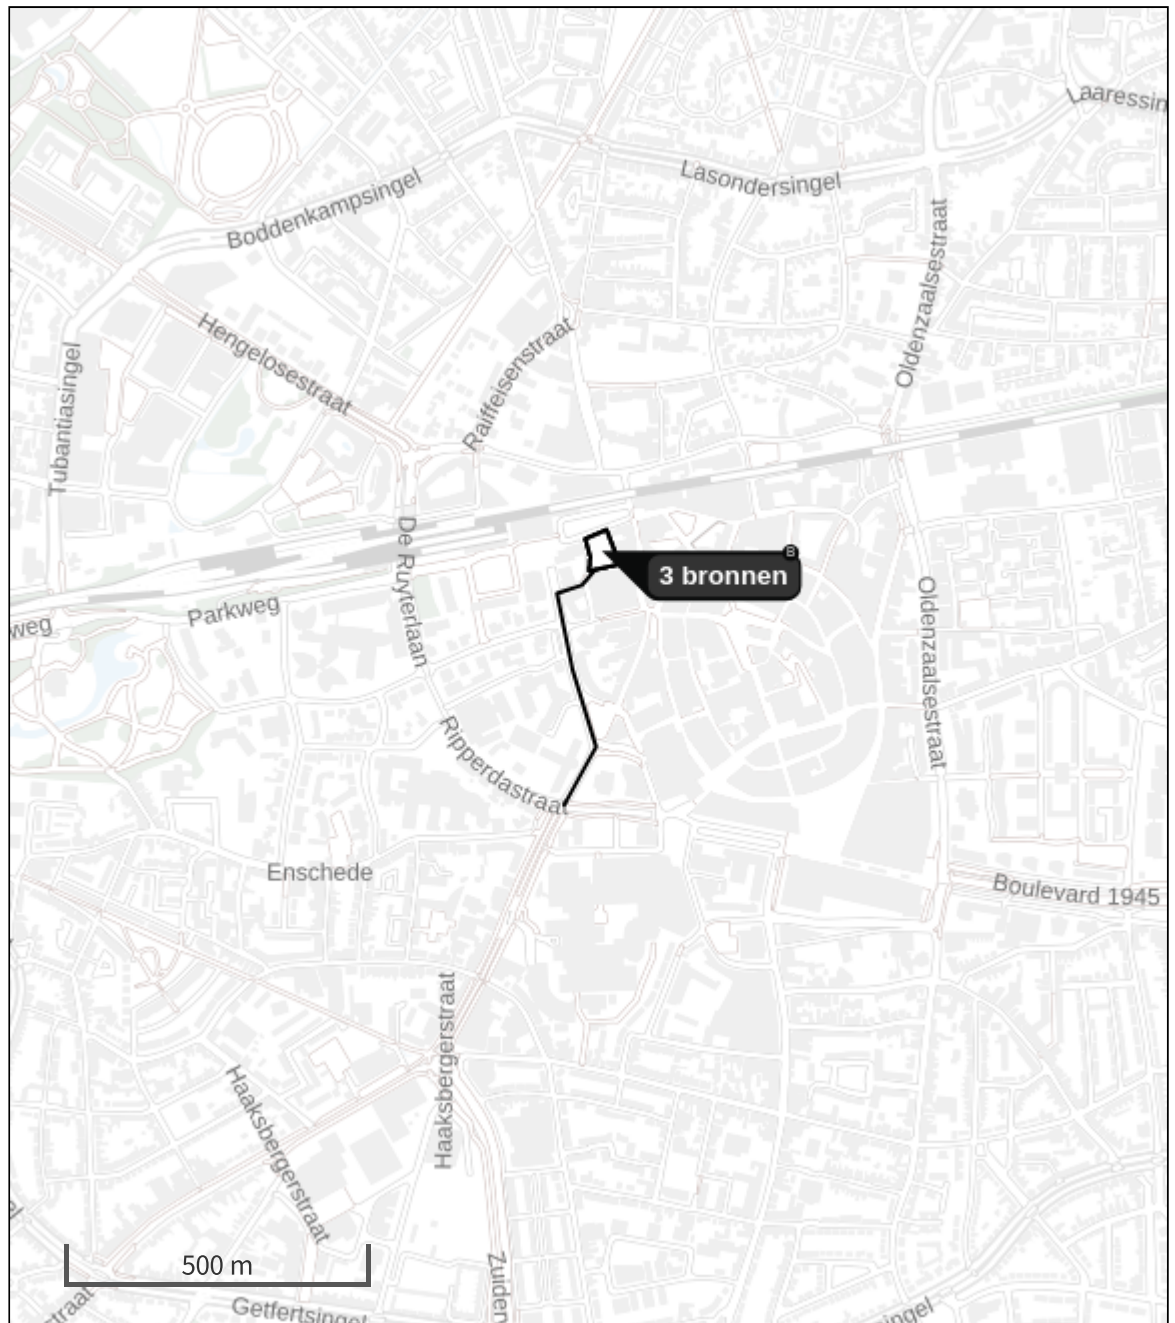 Laaressin
Lasondersingel
Boddenkampsingel
Oldenzaalsestraat
Hengelosestraat
Raiffeisenstraat
Tubantiasingel
De Ruyterlaan
B
3 bronnen
Parkweg
weg
Oldenzaalsestraat
Ripperdastraat
Enschede
Boulevard 1945
Haaksbergerstraat
Haaksbergerstraat
500 m
Zuiden
straat
Getfertsingel
singel